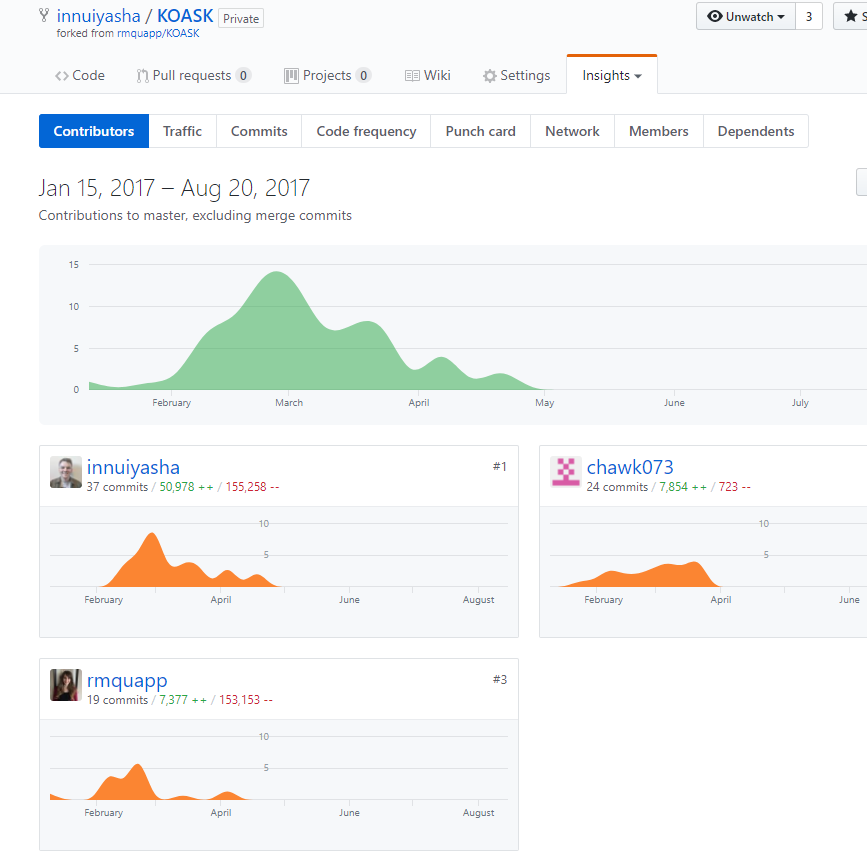 innuiyasha / KOASK Private
forked from rmquapp/KOASK
Unwatch 3 S
Code Pull requests 0 Projects 0 Wiki Settings Insights
Contributors Traffic Commits Code frequency Punch card Network Members Dependents
Jan 15, 2017 – Aug 20, 2017
Contributions to master, excluding merge commits
15
10
5
0
February March April May June July
innuiyasha #1
37 commits / 50,978 ++ / 155,258 --
10
5
February April June August
chawk073
24 commits / 7,854 ++ / 723 --
10
5
February April June
rmquapp #3
19 commits / 7,377 ++ / 153,153 --
10
5
February April June August